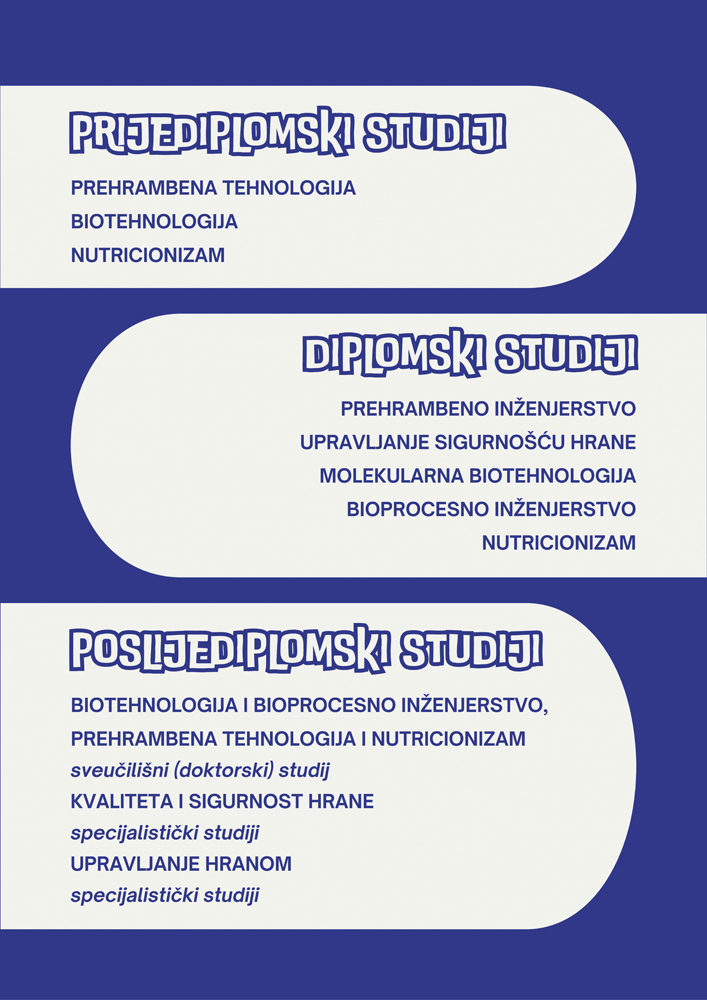 PRIJEDIPLOMSKI STUDIJI
PREHRAMBENA TEHNOLOGIJA
BIOTEHNOLOGIJA
NUTRICIONIZAM
DIPLOMSKI STUDIJI
PREHRAMBENO INŽENJERSTVO
UPRAVLJANJE SIGURNOŠĆU HRANE
MOLEKULARNA BIOTEHNOLOGIJA
BIOPROCESNO INŽENJERSTVO
NUTRICIONIZAM
POSLIJEDIPLOMSKI STUDIJI
BIOTEHNOLOGIJA I BIOPROCESNO INŽENJERSTVO,
PREHRAMBENA TEHNOLOGIJA I NUTRICIONIZAM
sveučilišni (doktorski) studij
KVALITETA I SIGURNOST HRANE
specijalistički studiji
UPRAVLJANJE HRANOM
specijalistički studiji